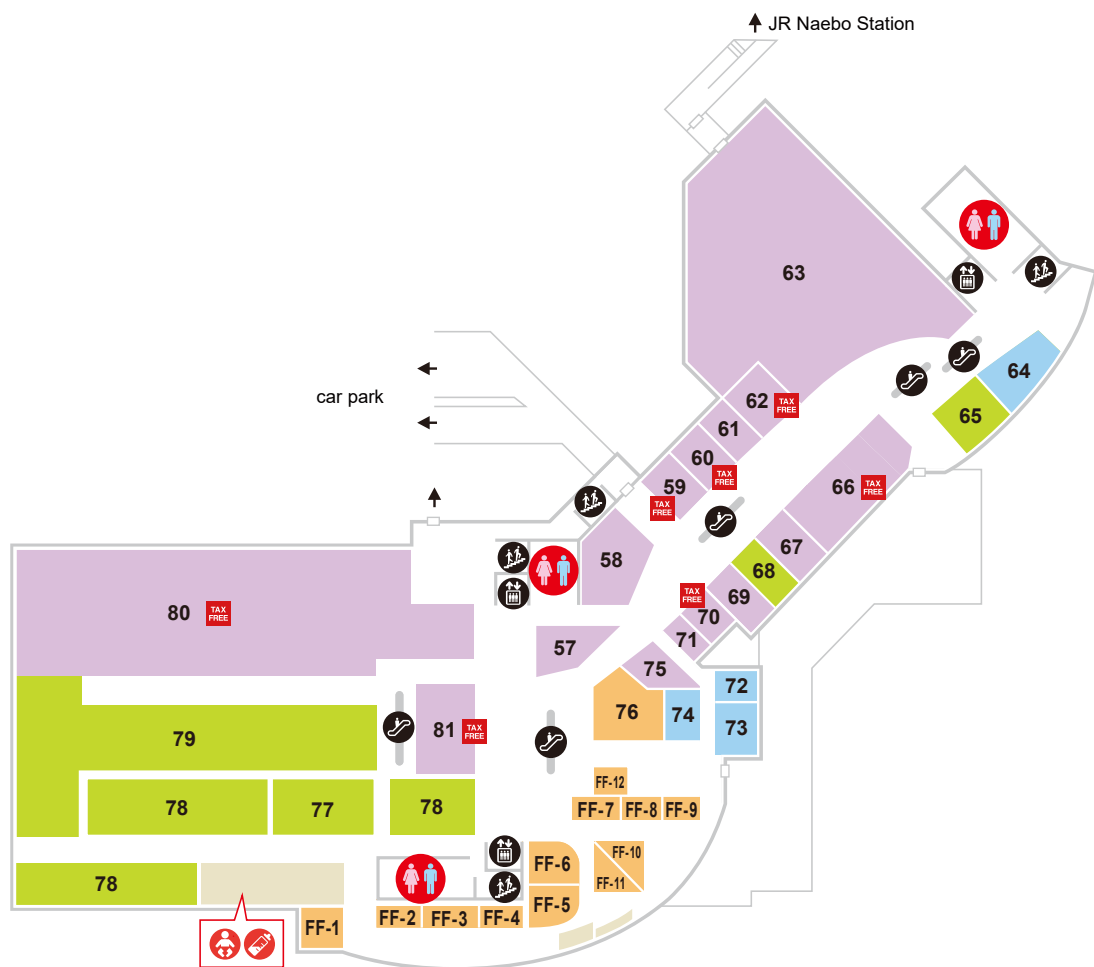 JR Naebo Station
63
64
car park
62
TAX
FREE
65
61
60
TAX
FREE
59
TAX
FREE
66
TAX
FREE
67
58
68
69
TAX
FREE
70
80
TAX
FREE
71
57
75
72
76
74
73
79
81
TAX
FREE
FF-12
78
77
78
FF-7
FF-8
FF-9
FF-6
FF-10
FF-11
78
FF-5
FF-1
FF-2
FF-3
FF-4